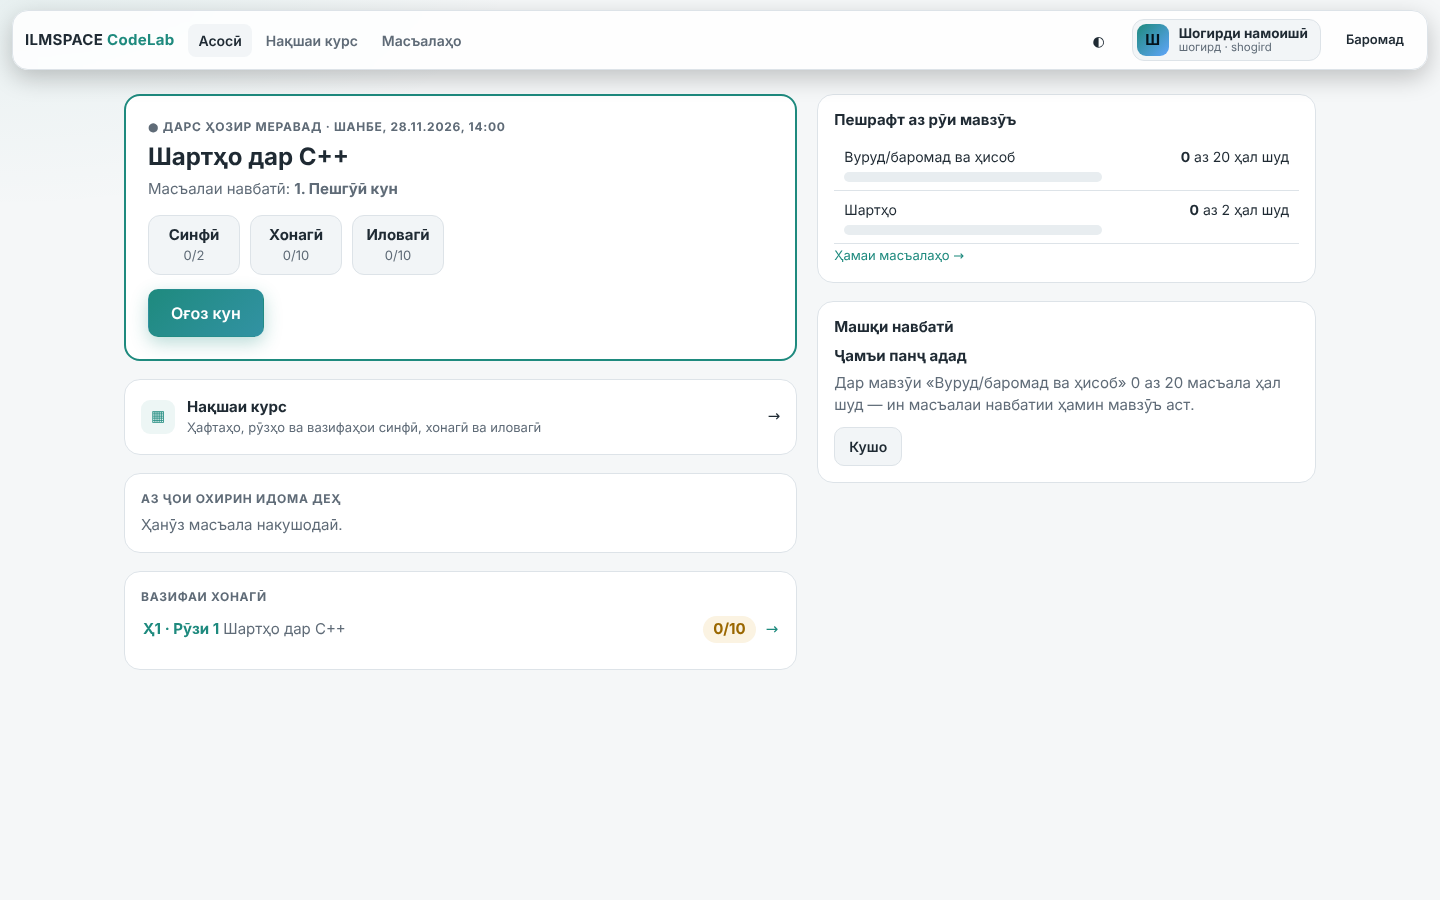 ILMSPACE CodeLab
Асосӣ
Нақшаи курс
Масъалаҳо
Ш
Шогирди намоишӣ
шогирд · shogird
Баромад
ДАРС ҲОЗИР МЕРАВАД · ШАНБЕ, 28.11.2026, 14:00
Шартҳо дар C++
Масъалаи навбатӣ: 1. Пешгӯӣ кун
Синфӣ
0/2
Хонагӣ
0/10
Иловагӣ
0/10
Оғоз кун
Нақшаи курс
Ҳафтаҳо, рӯзҳо ва вазифаҳои синфӣ, хонагӣ ва иловагӣ
→
АЗ ҶОИ ОХИРИН ИДОМА ДЕҲ
Ҳанӯз масъала накушодаӣ.
ВАЗИФАИ ХОНАГӢ
Ҳ1 · Рӯзи 1 Шартҳо дар C++
0/10 →
Пешрафт аз рӯи мавзӯъ
Вуруд/баромад ва ҳисоб
0 аз 20 ҳал шуд
Шартҳо
0 аз 2 ҳал шуд
Ҳамаи масъалаҳо →
Машқи навбатӣ
Ҷамъи панҷ адад
Дар мавзӯи «Вуруд/баромад ва ҳисоб» 0 аз 20 масъала ҳал
шуд — ин масъалаи навбатии ҳамин мавзӯъ аст.
Кушо